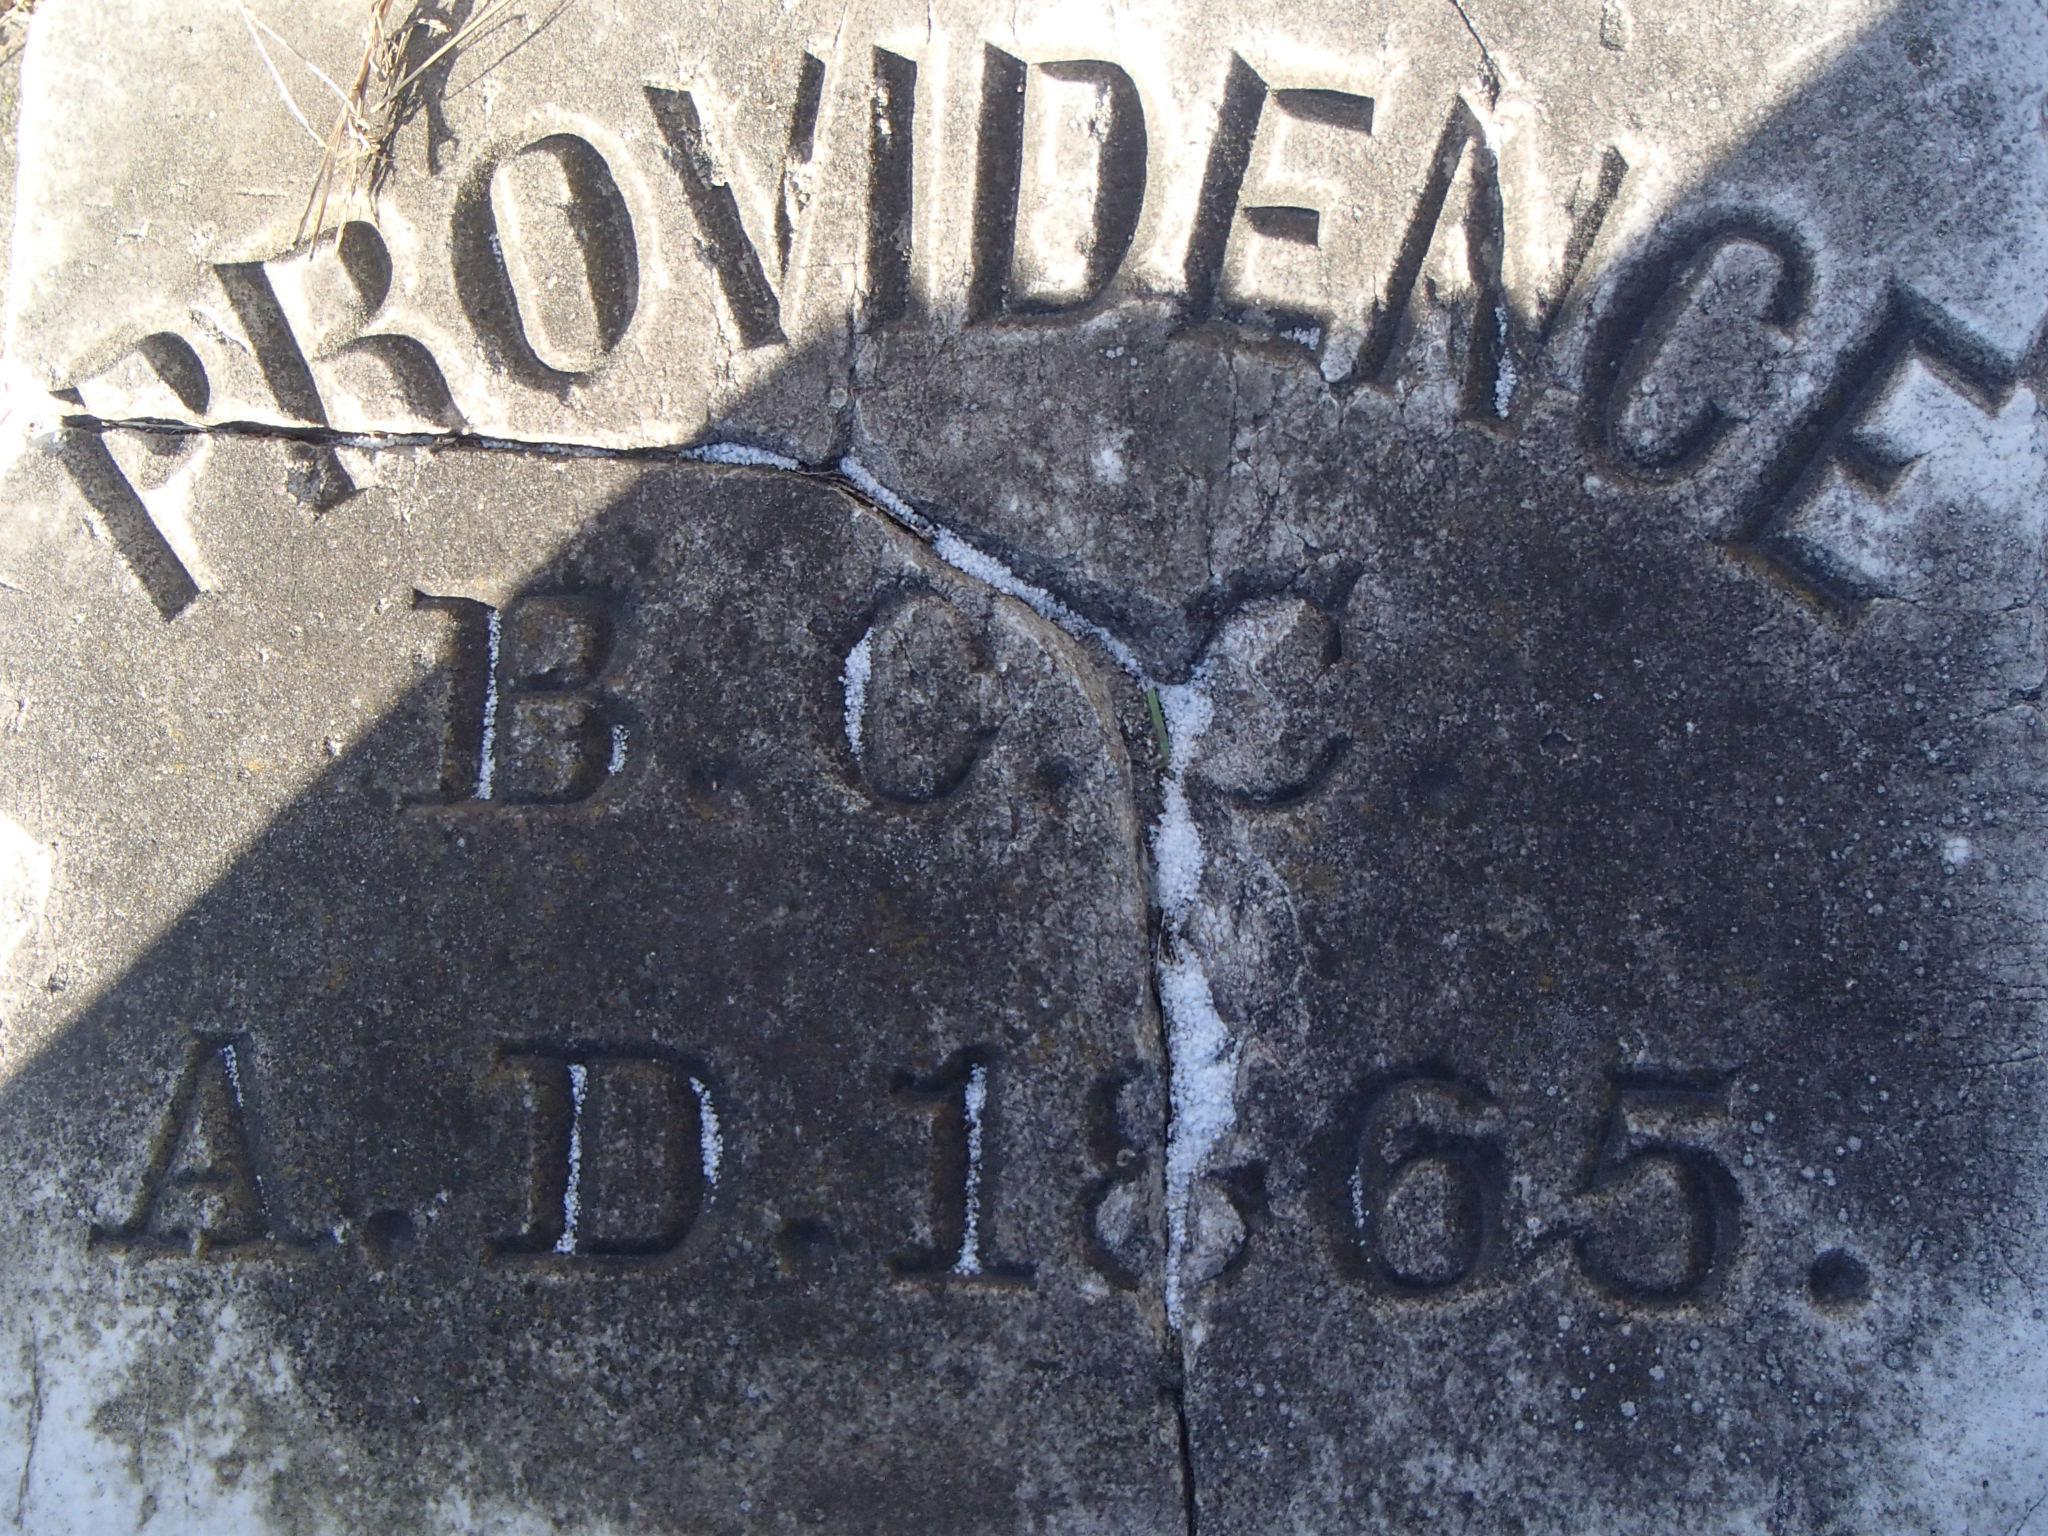 PROVIDENCE
B. C. C.
A. D. 1865.